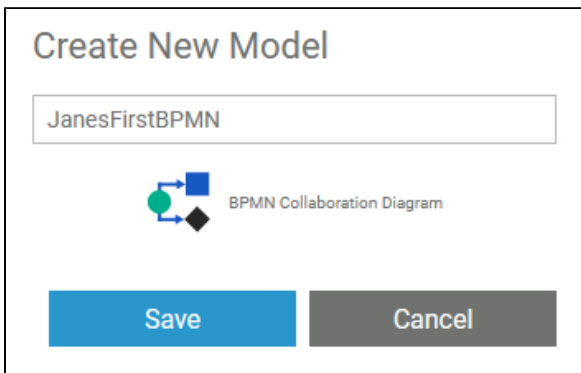 Create New Model
JanesFirstBPMN
BPMN Collaboration Diagram
Save Cancel